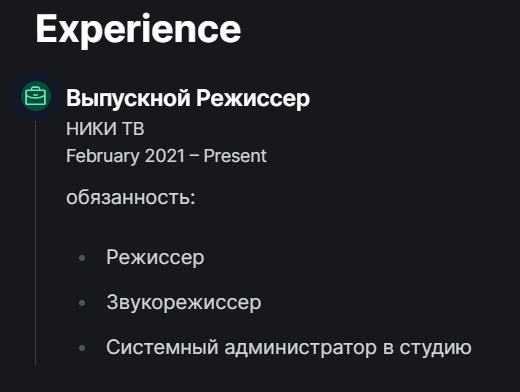 Experience
Выпускной Режиссер
НИКИ ТВ
February 2021 – Present
обязанность:
Режиссер
Звукорежиссер
Системный администратор в студию